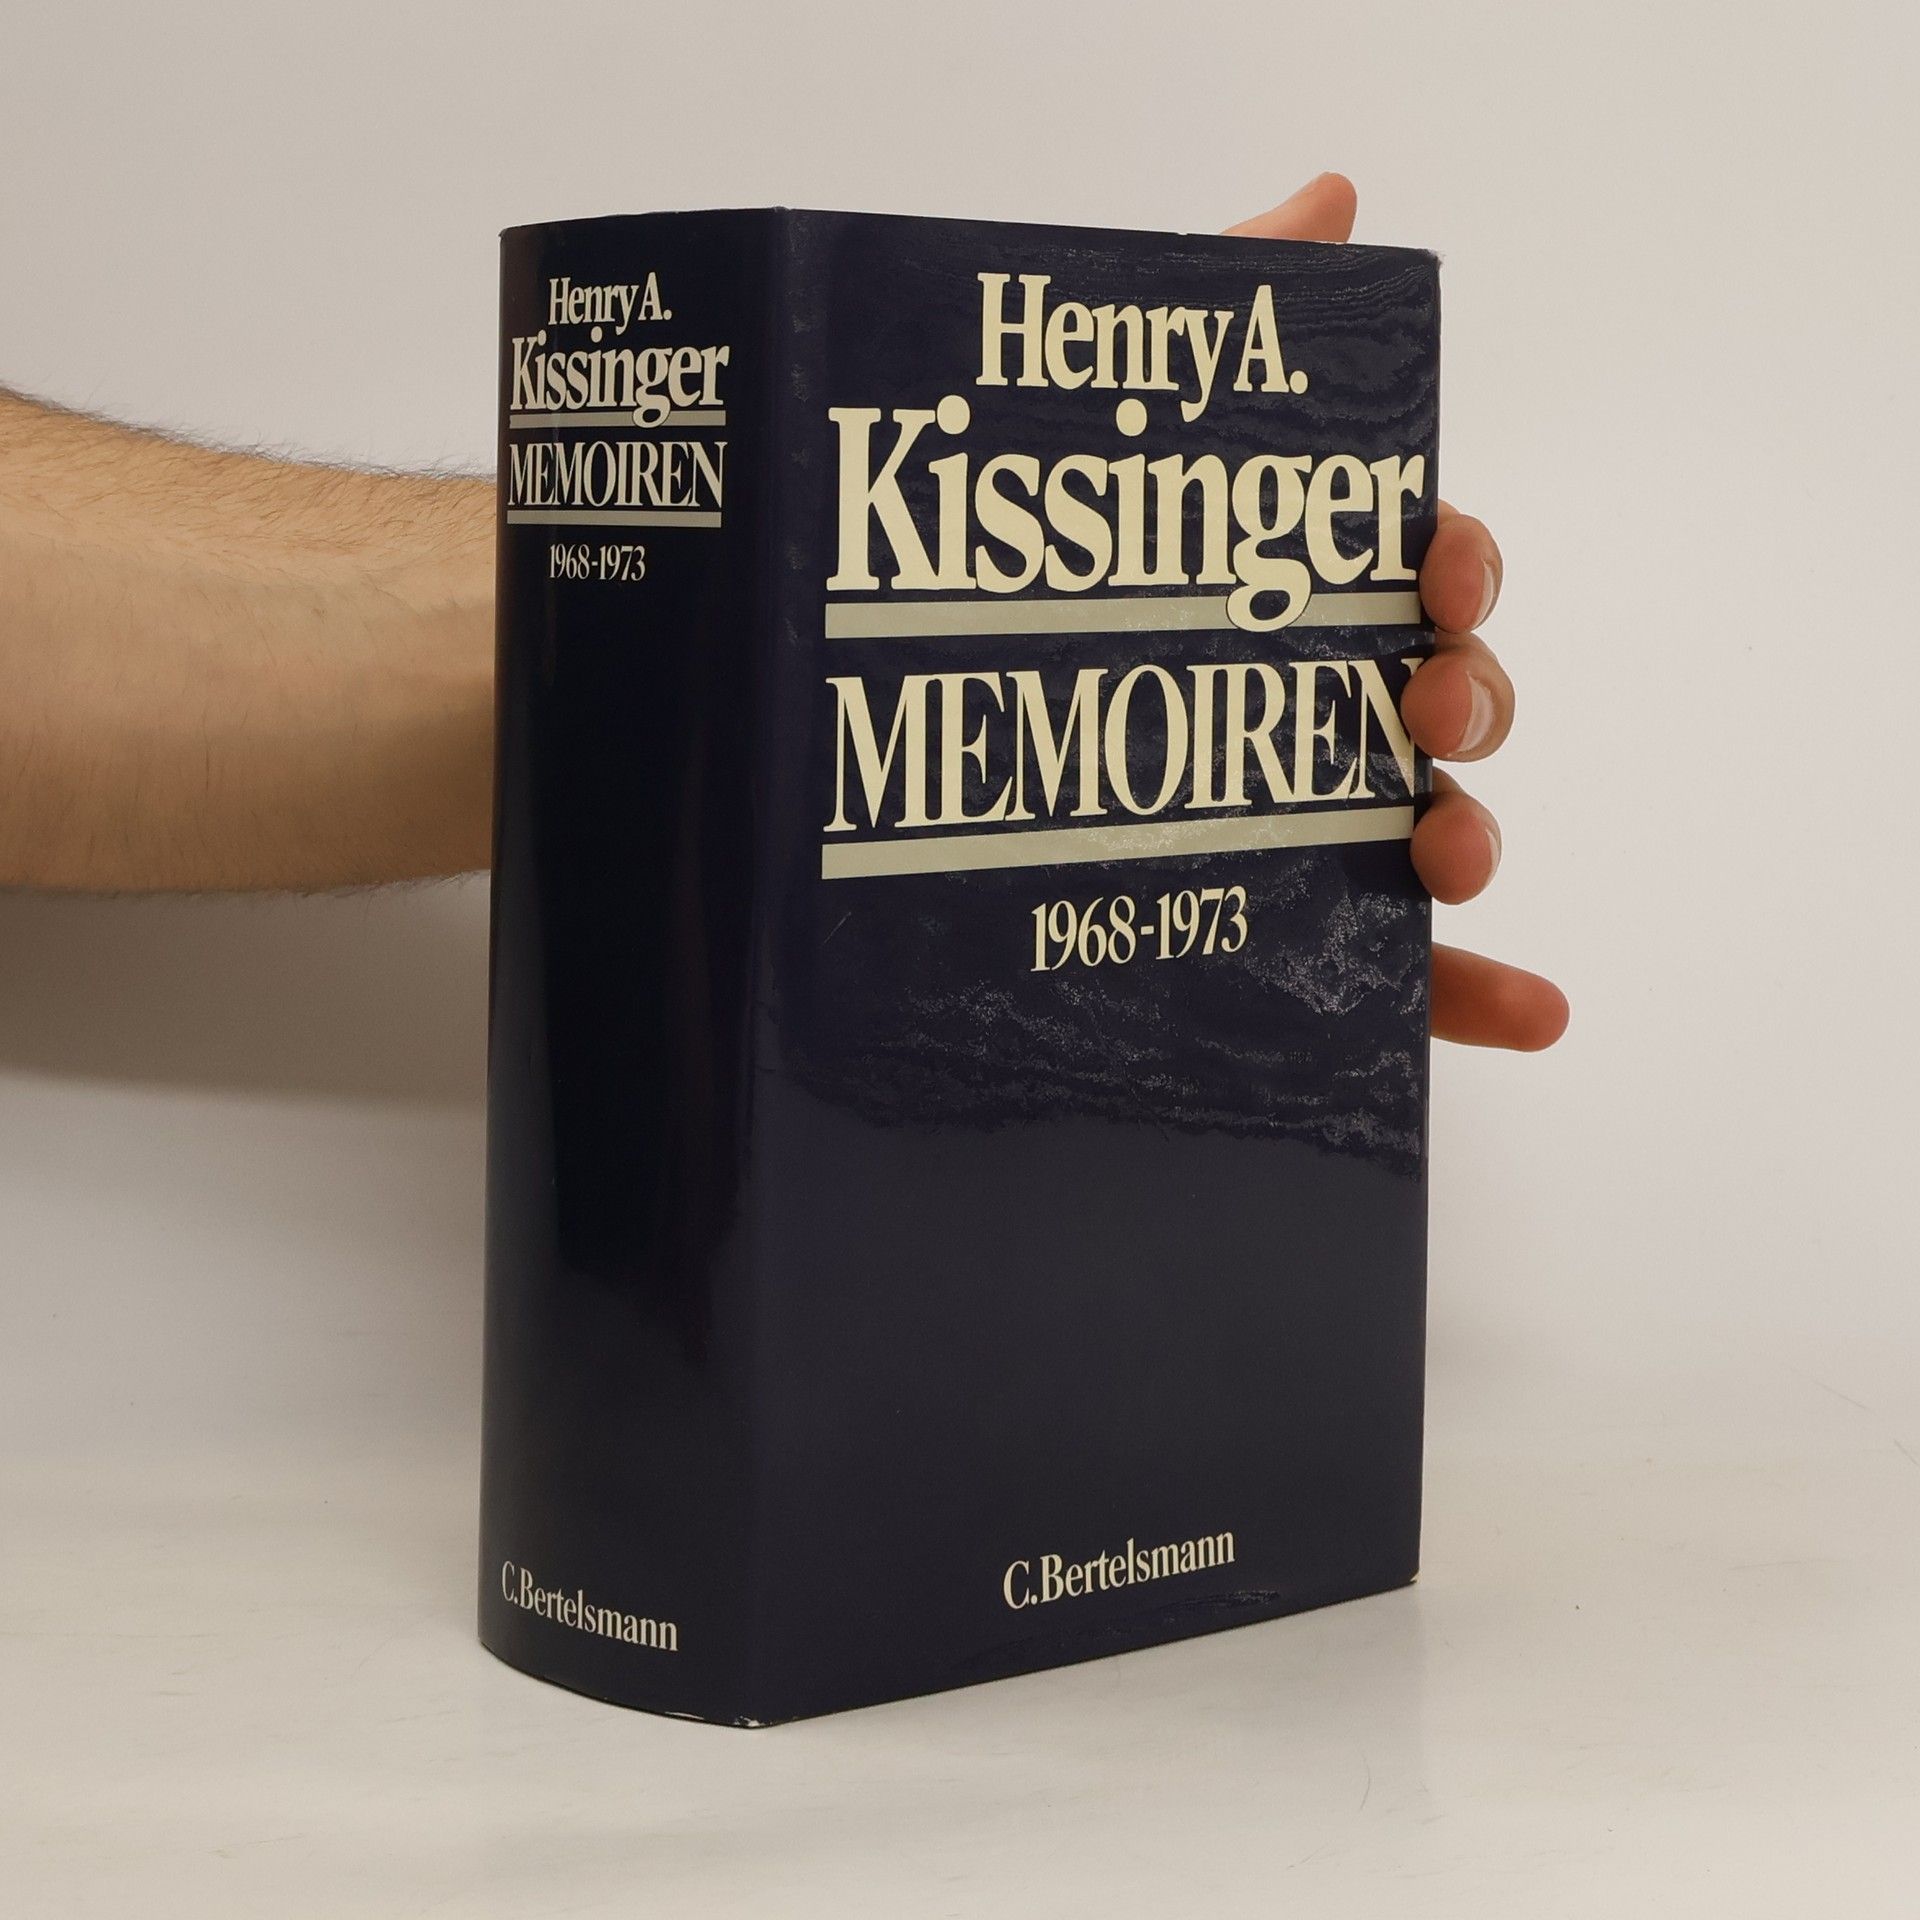 Henry A.
Kissinger
MEMOIREN
1968-1973
C.Bertelsmann
Henry A.
Kissinger
MEMOIREN
1968-1973
C.Bertelsmann